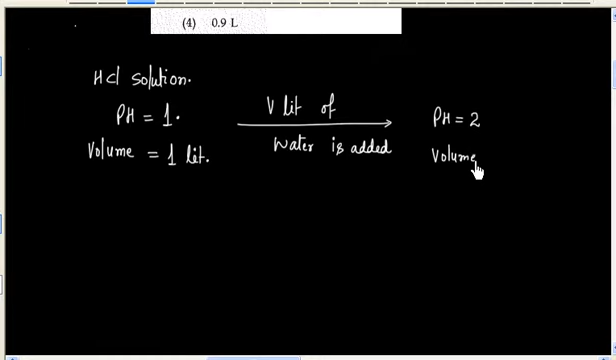 (4) 0.9 L
HCl solution.
PH = 1.
V lit of
PH = 2
Volume = 1 lit.
Water is added
Volume